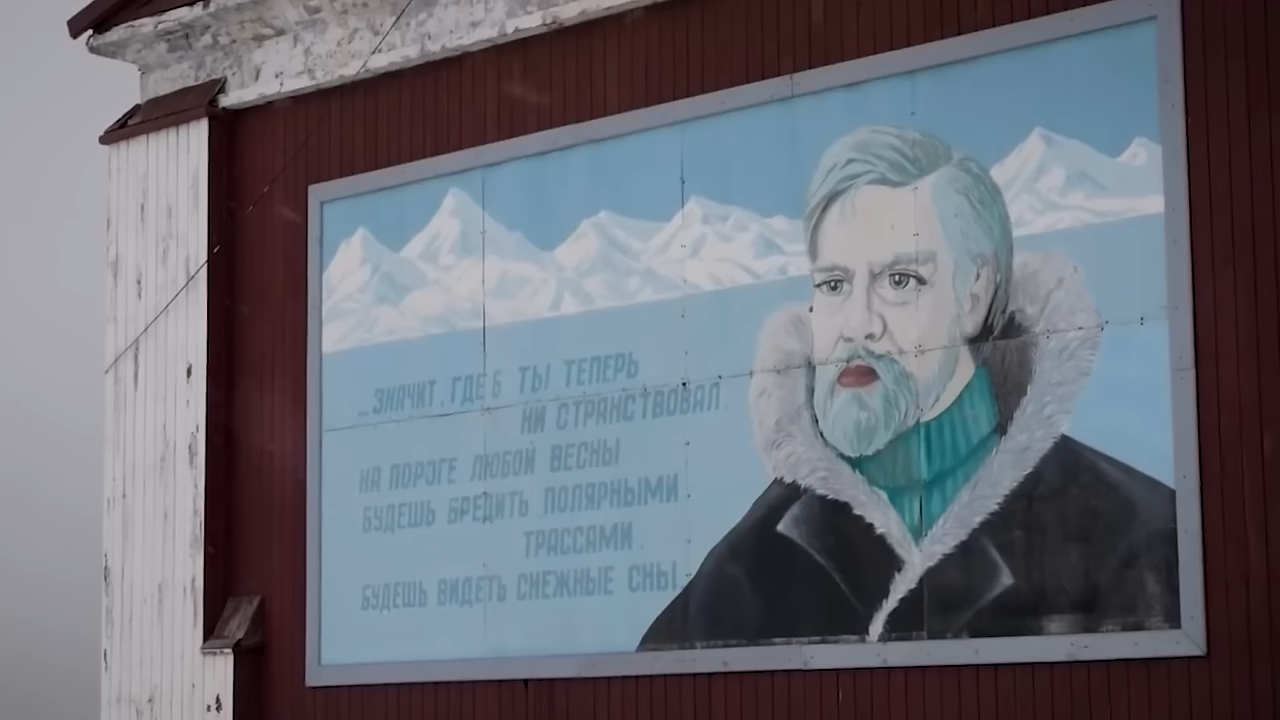 ...ЗНАЧИТ, ГДЕ Б ТЫ ТЕПЕРЬ
НИ СТРАНСТВОВАЛ
НА ПОРОГЕ ЛЮБОЙ ВЕСНЫ
БУДЕШЬ БРЕДИТЬ ПОЛЯРНЫМИ
ТРАССАМИ.
БУДЕШЬ ВИДЕТЬ СНЕЖНЫЕ СНЫ.